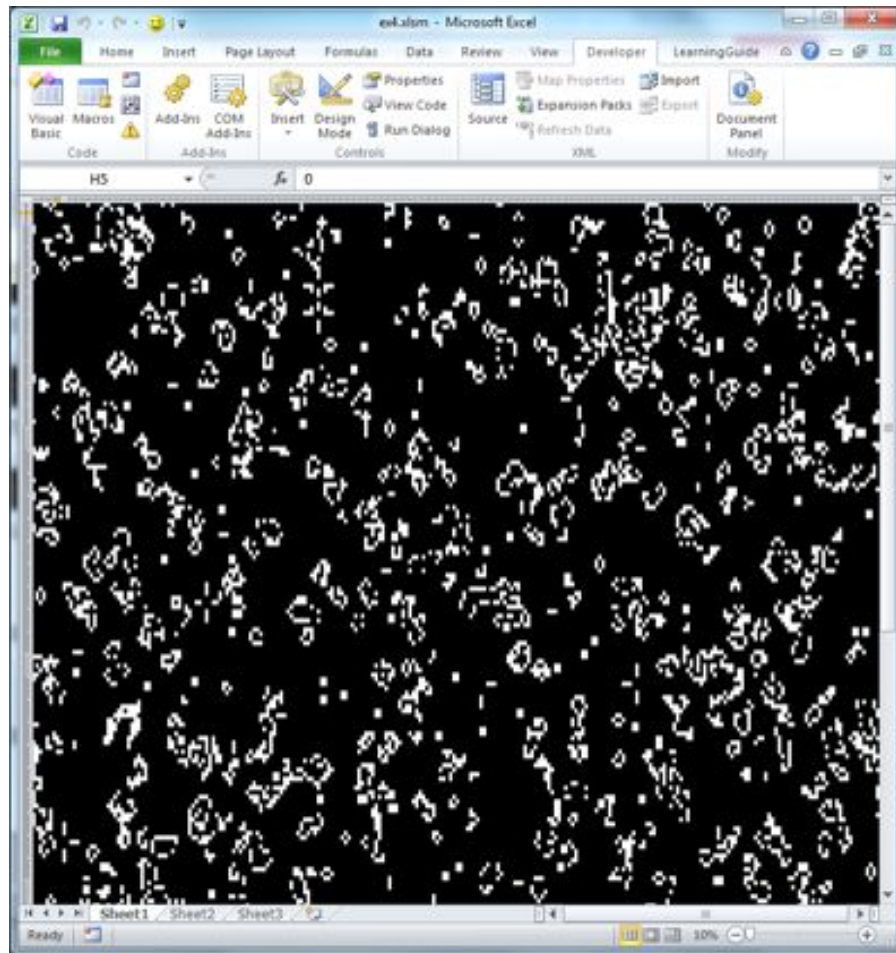 ex4.xlsm - Microsoft Excel
File Home Insert Page Layout Formulas Data Review View Developer LearningGuide
Visual Basic
Macros
Add-Ins
COM Add-Ins
Insert
Design Mode
Properties
View Code
Run Dialog
Source
Map Properties
Expansion Packs
Refresh Data
Import
Export
Document Panel
Code Add-Ins Controls XML Modify
H5 fx 0
Sheet1 Sheet2 Sheet3
Ready 10%